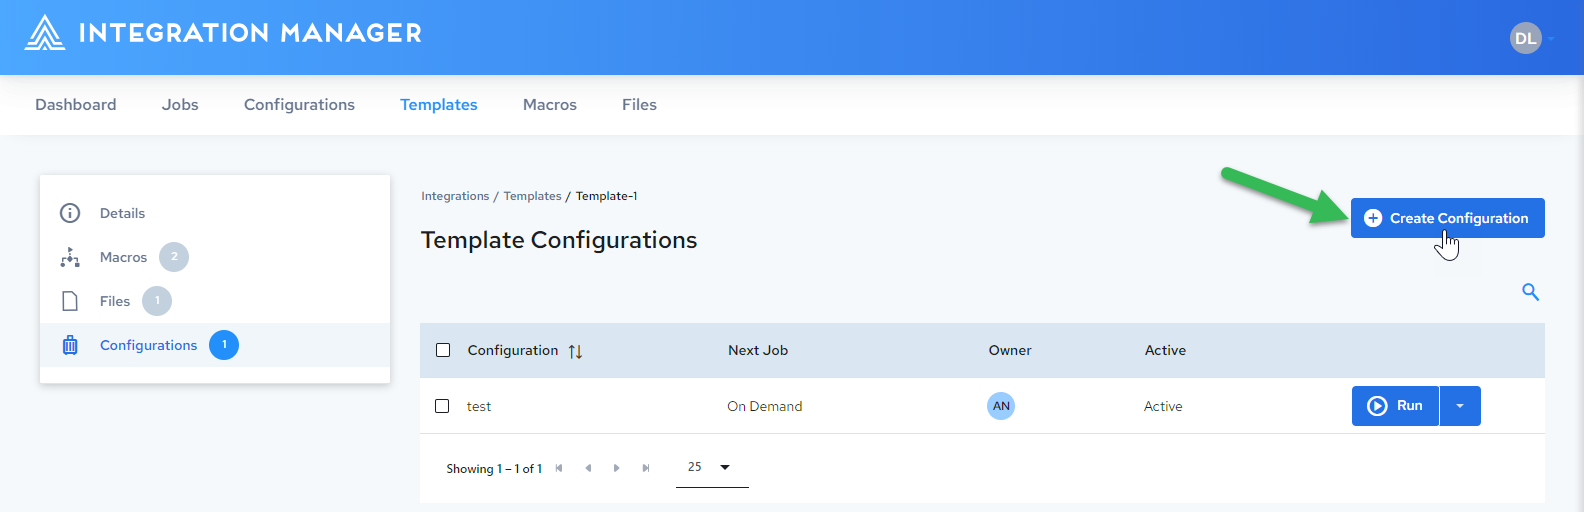 INTEGRATION MANAGER
DL
Dashboard Jobs Configurations Templates Macros Files
Details
Macros 2
Files 1
Configurations 1
Integrations / Templates / Template-1
Template Configurations
Create Configuration
Configuration Next Job Owner Active
test On Demand AN Active Run
Showing 1 – 1 of 1 25